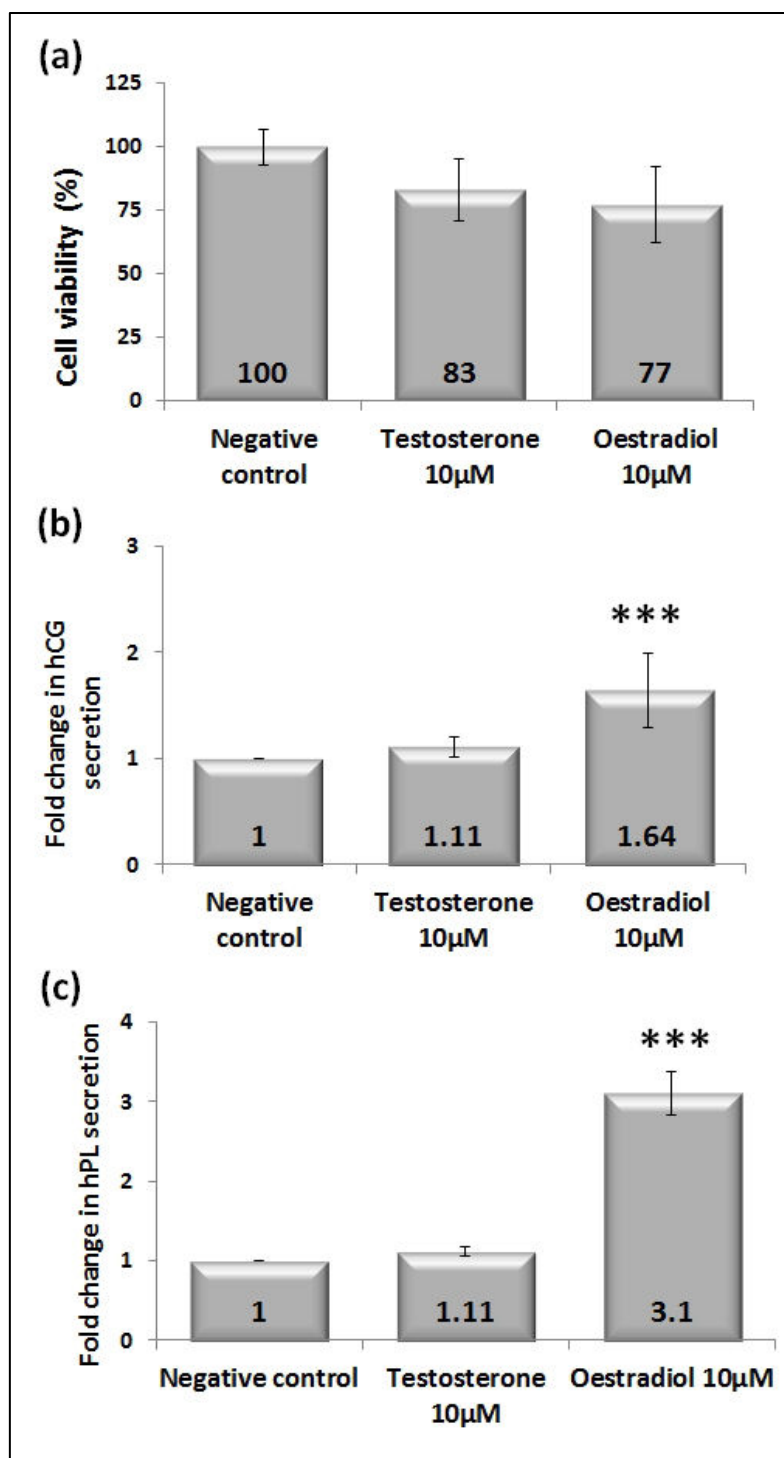 (a)
125
100
75
50
25
0
Cell viability (%)
100
83
77
Negative
control
Testosterone
10µM
Oestradiol
10µM
(b)
3
2
1
0
Fold change in hCG
secretion
***
1
1.11
1.64
Negative
control
Testosterone
10µM
Oestradiol
10µM
(c)
4
3
2
1
0
Fold change in hPL secretion
***
1
1.11
3.1
Negative control
Testosterone
10µM
Oestradiol 10µM